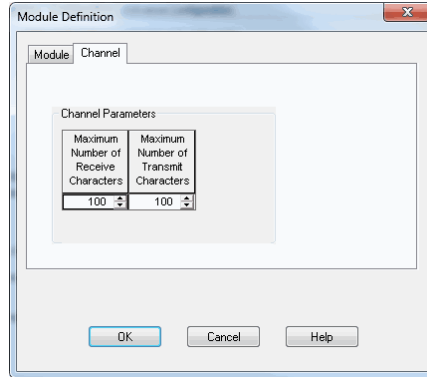 Module Definition
Module Channel
Channel Parameters
Maximum Maximum
Number of Number of
Receive Transmit
Characters Characters
100 100
OK Cancel Help